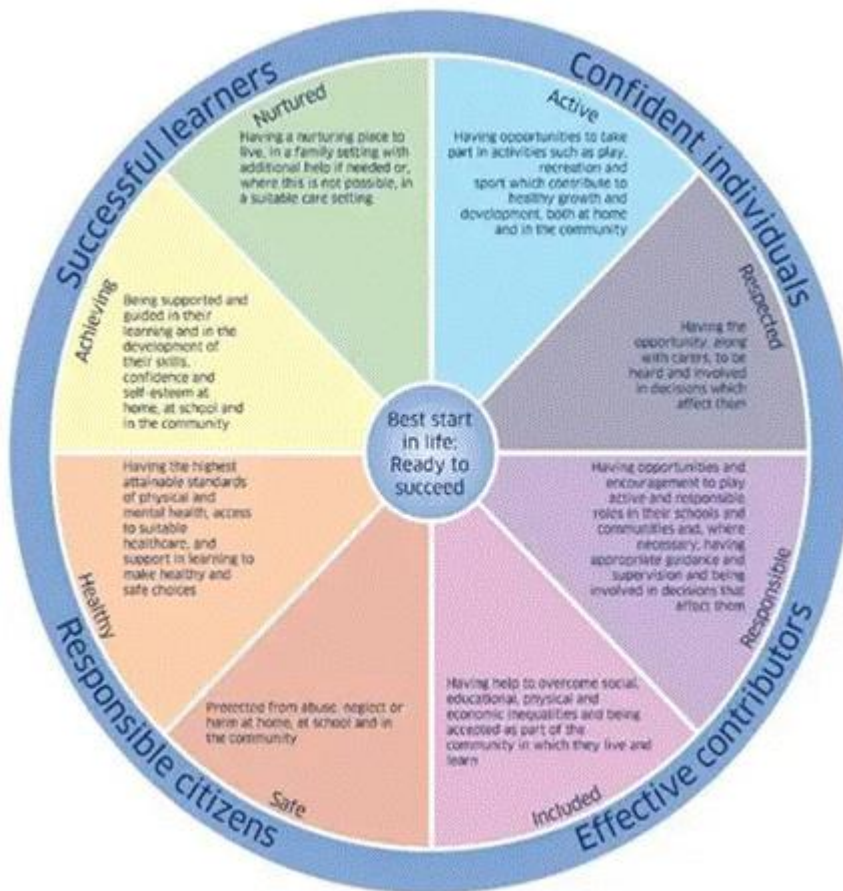 Successful learners
Confident individuals
Nurtured
Having a nurturing place to
live, in a family setting with
additional help if needed or,
where this is not possible, in
a suitable care setting
Active
Having opportunities to take
part in activities such as play,
recreation and
sport which contribute to
healthy growth and
development, both at home
and in the community
Achieving
Being supported and
guided in their
learning and in the
development of
their skills,
confidence and
self-esteem at
home, at school and
in the community
Respected
Having the
opportunity, along
with carers, to be
heard and involved
in decisions which
affect them
Best start
in life:
Ready to
succeed
Healthy
Having the highest
attainable standards
of physical and
mental health, access
to suitable
healthcare, and
support in learning to
make healthy and
safe choices
Responsible
Having opportunities and
encouragement to play
active and responsible
roles in their schools and
communities and, where
necessary, having
appropriate guidance and
supervision and being
involved in decisions that
affect them
Safe
Protected from abuse, neglect or
harm at home, at school and in
the community
Included
Having help to overcome social,
educational, physical and
economic inequalities and being
accepted as part of the
community in which they live and
learn
Responsible citizens
Effective contributors